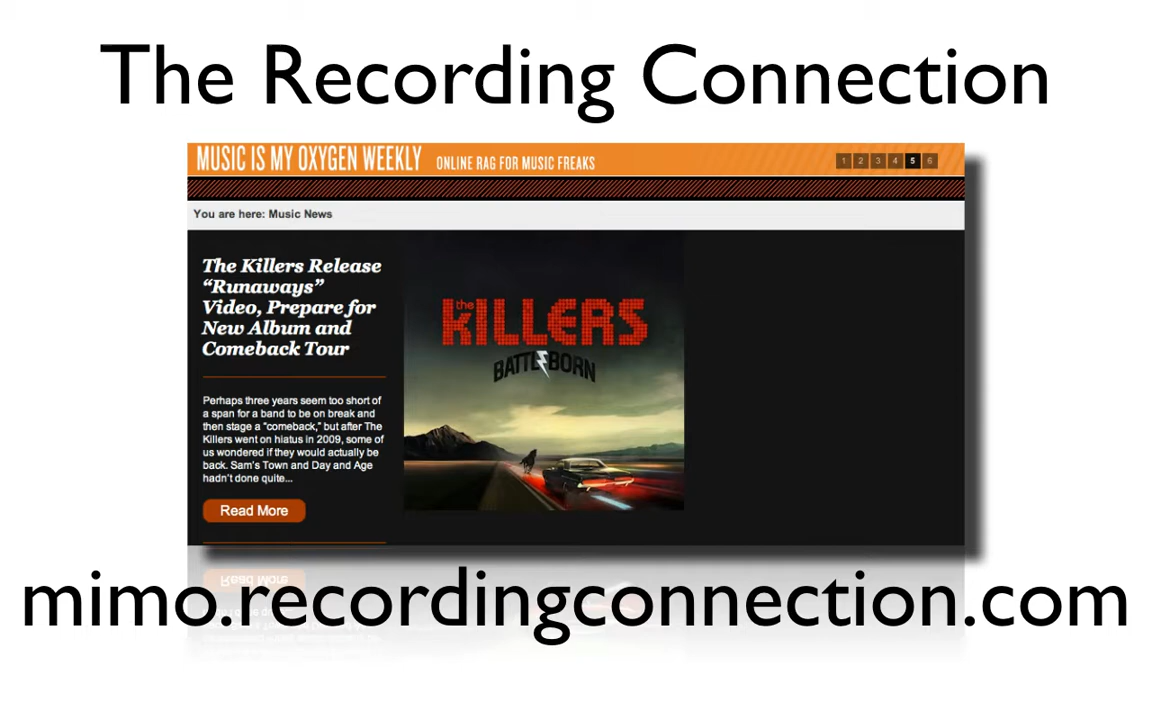 The Recording Connection
MUSIC IS MY OXYGEN WEEKLY ONLINE RAG FOR MUSIC FREAKS 1 2 3 4 5 6
You are here: Music News
The Killers Release
“Runaways”
Video, Prepare for
New Album and
Comeback Tour
the KILLERS
BATTLE BORN
Perhaps three years seem too short of
a span for a band to be on break and
then stage a “comeback,” but after The
Killers went on hiatus in 2009, some of
us wondered if they would actually be
back. Sam's Town and Day and Age
hadn't done quite...
Read More
mimo.recordingconnection.com